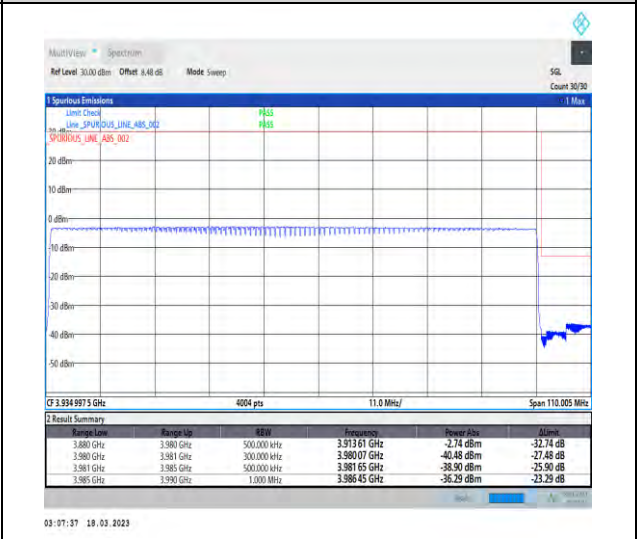 MultiView Spectrum
Ref Level 30.00 dBm Offset 8.48 dB Mode Sweep SGL
Count 30/30
1 Spurious Emissions 1 Max
Limit Check PASS
Line _SPURIOUS_LINE_ABS_002 PASS
_SPURIOUS_LINE_ABS_002
20 dBm
10 dBm
0 dBm
-10 dBm
-20 dBm
-30 dBm
-40 dBm
-50 dBm
CF 3.934 997 5 GHz 4004 pts 11.0 MHz/ Span 110.005 MHz
2 Result Summary
Range Low Range Up RBW Frequency Power Abs ΔLimit
3.880 GHz 3.980 GHz 500.000 kHz 3.913 61 GHz -2.74 dBm -32.74 dB
3.980 GHz 3.981 GHz 300.000 kHz 3.980 07 GHz -40.48 dBm -27.48 dB
3.981 GHz 3.985 GHz 500.000 kHz 3.981 65 GHz -38.90 dBm -25.90 dB
3.985 GHz 3.990 GHz 1.000 MHz 3.986 45 GHz -36.29 dBm -23.29 dB
03:07:37 18.03.2023